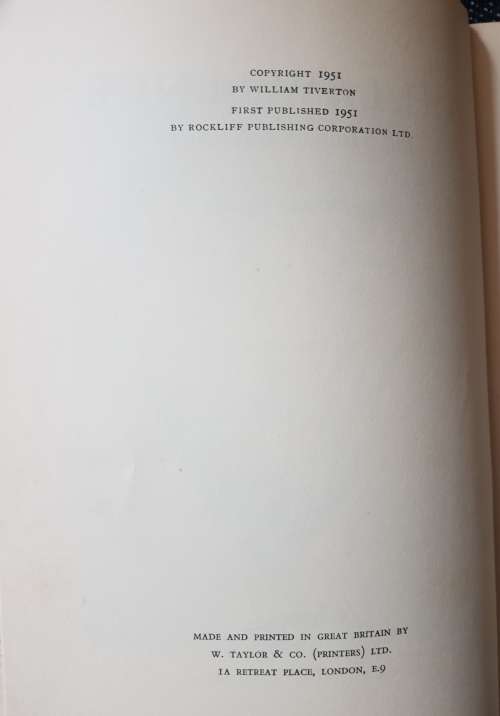 COPYRIGHT 1951
BY WILLIAM TIVERTON
FIRST PUBLISHED 1951
BY ROCKLIFF PUBLISHING CORPORATION LTD.
MADE AND PRINTED IN GREAT BRITAIN BY
W. TAYLOR & CO. (PRINTERS) LTD.
1A RETREAT PLACE, LONDON, E.9